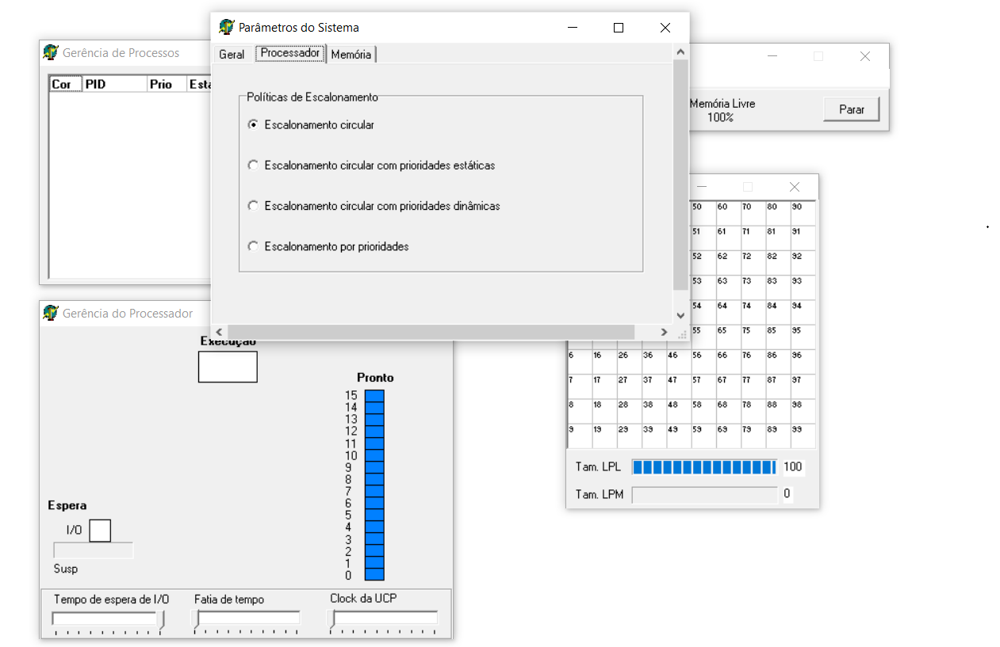 Parâmetros do Sistema
Geral Processador Memória
Políticas de Escalonamento
Escalonamento circular
Escalonamento circular com prioridades estáticas
Escalonamento circular com prioridades dinâmicas
Escalonamento por prioridades
Gerência de Processos
Cor PID Prio Esta
Memória Livre
100%
Parar
50 60 70 80 90
51 61 71 81 91
52 62 72 82 92
53 63 73 83 93
54 64 74 84 94
55 65 75 85 95
6 16 26 36 46 56 66 76 86 96
7 17 27 37 47 57 67 77 87 97
8 18 28 38 48 58 68 78 88 98
9 19 29 39 49 59 69 79 89 99
Tam. LPL 100
Tam. LPM 0
Gerência do Processador
Execução
Pronto
15
14
13
12
11
10
9
8
7
6
5
4
3
2
1
0
Espera
I/O
Susp
Tempo de espera de I/O Fatia de tempo Clock da UCP